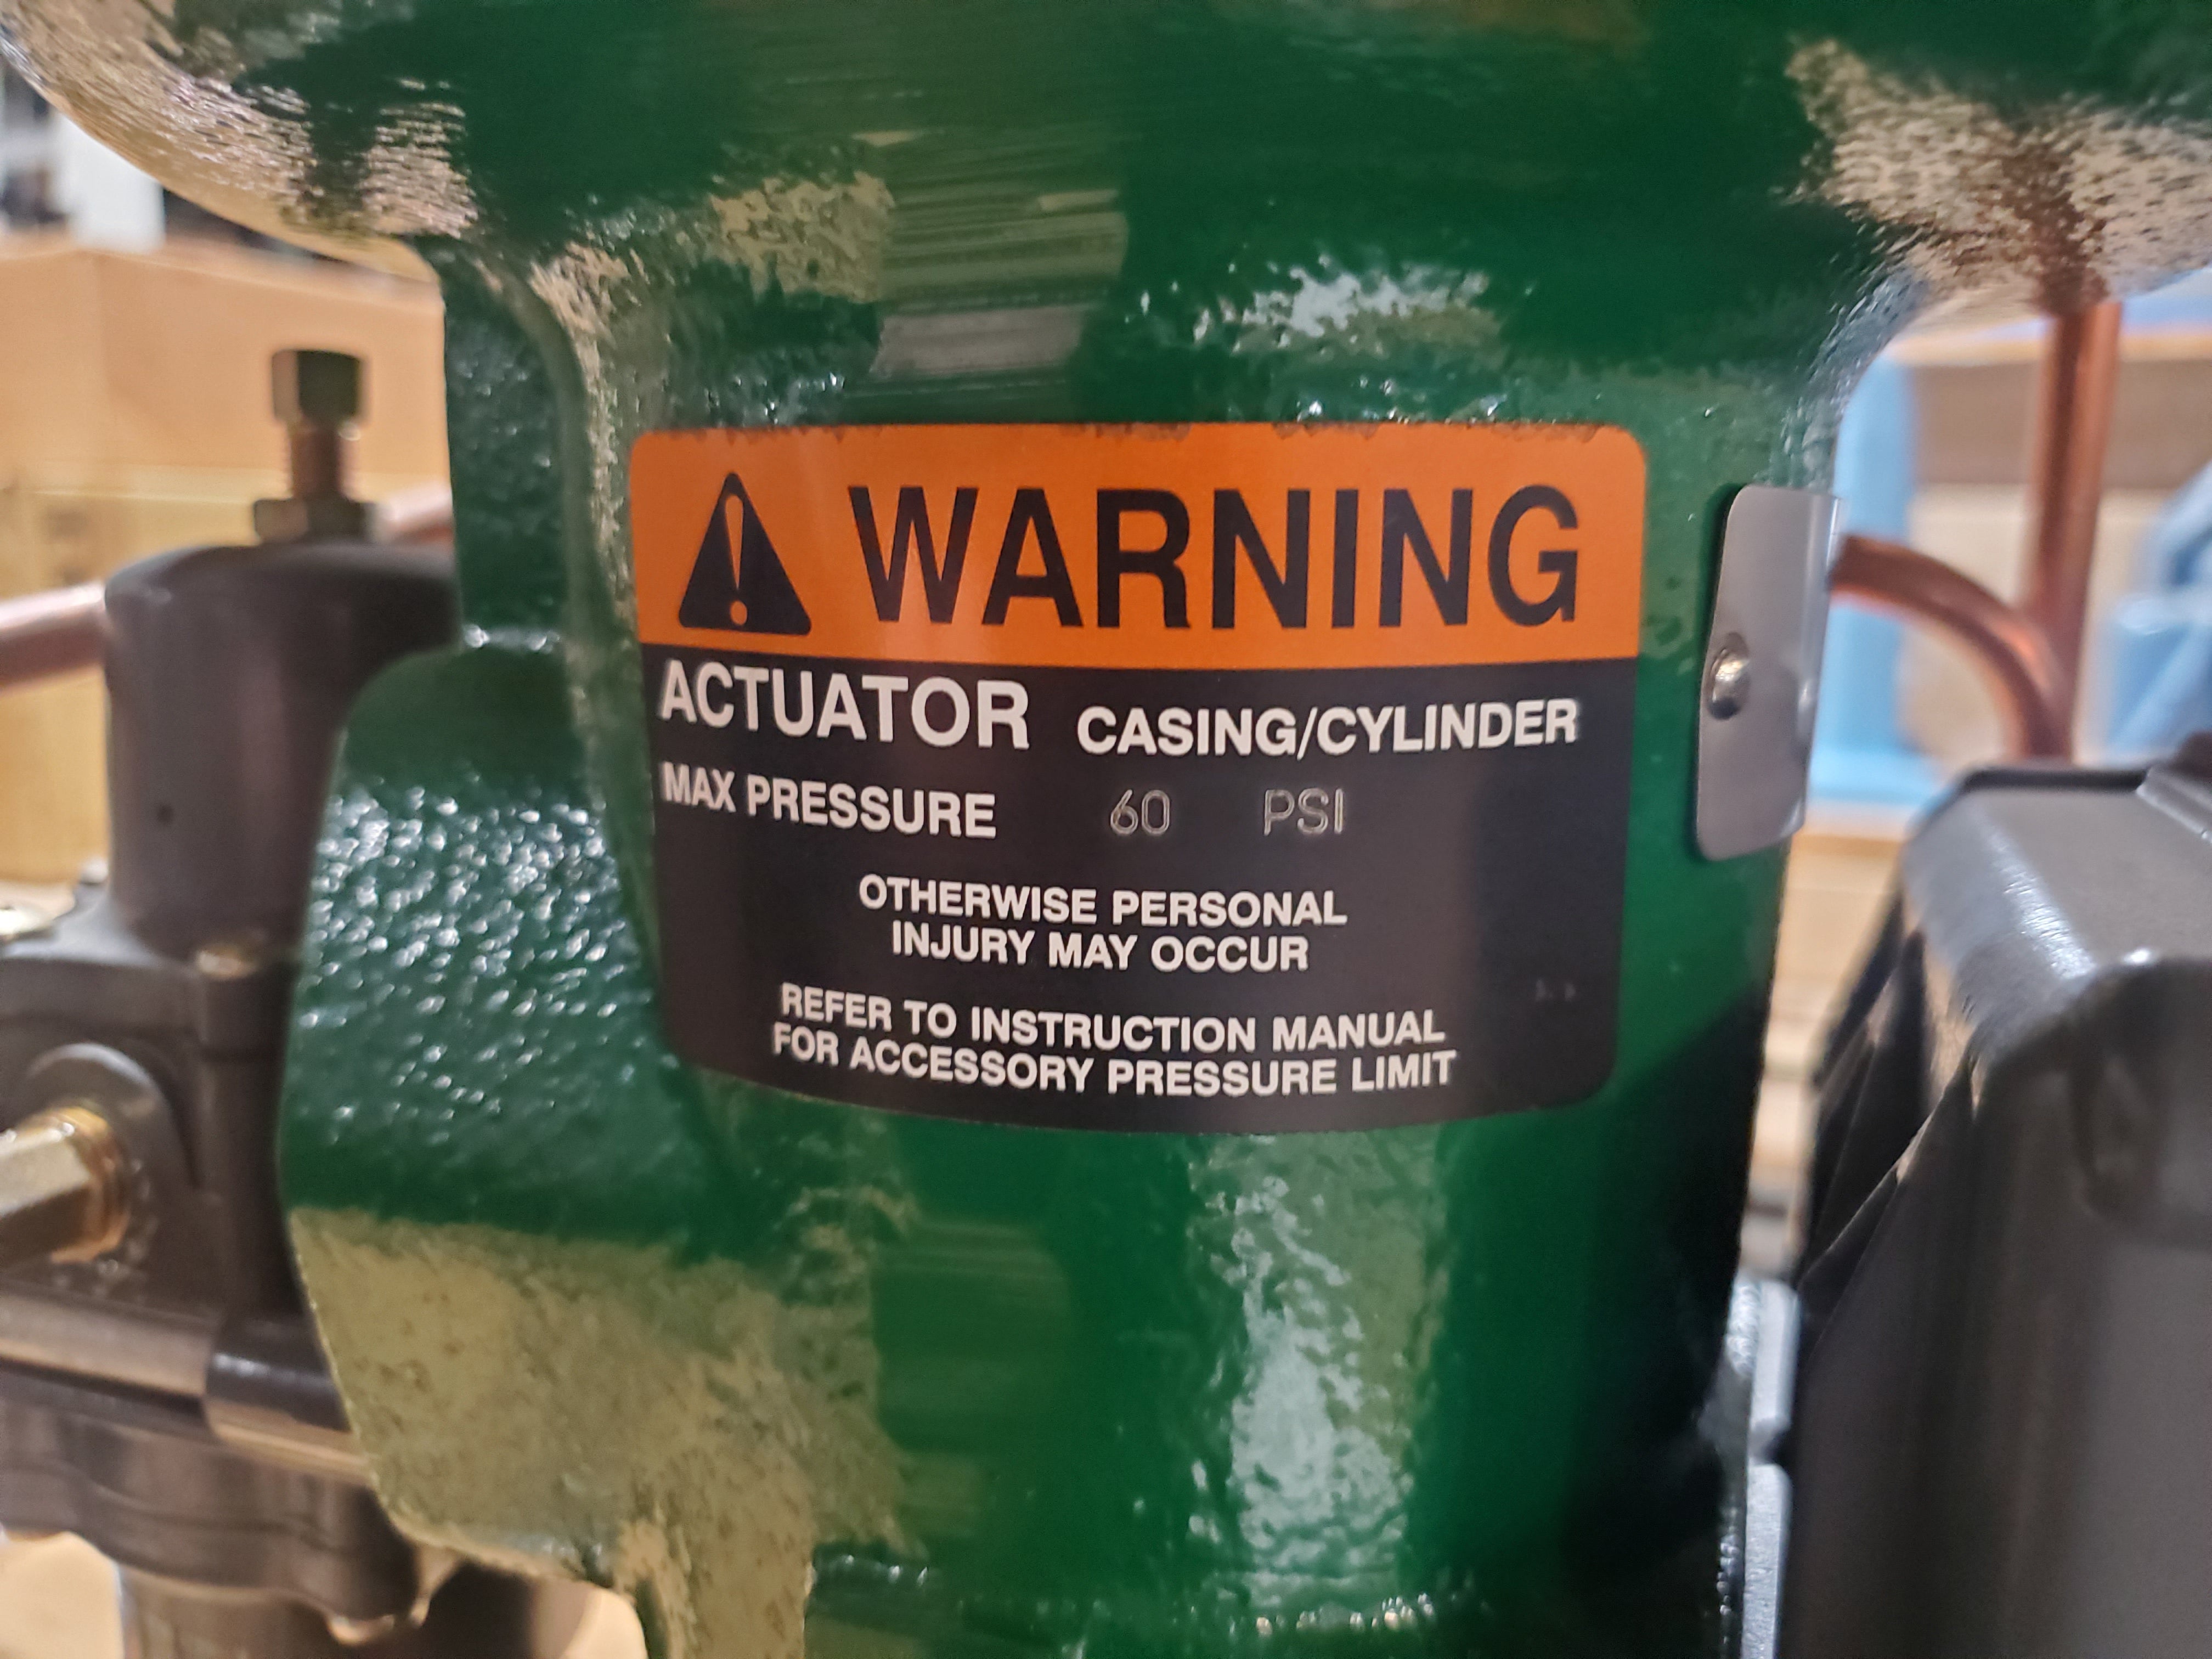 WARNING
ACTUATOR CASING/CYLINDER
MAX PRESSURE 60 PSI
OTHERWISE PERSONAL
INJURY MAY OCCUR
REFER TO INSTRUCTION MANUAL
FOR ACCESSORY PRESSURE LIMIT